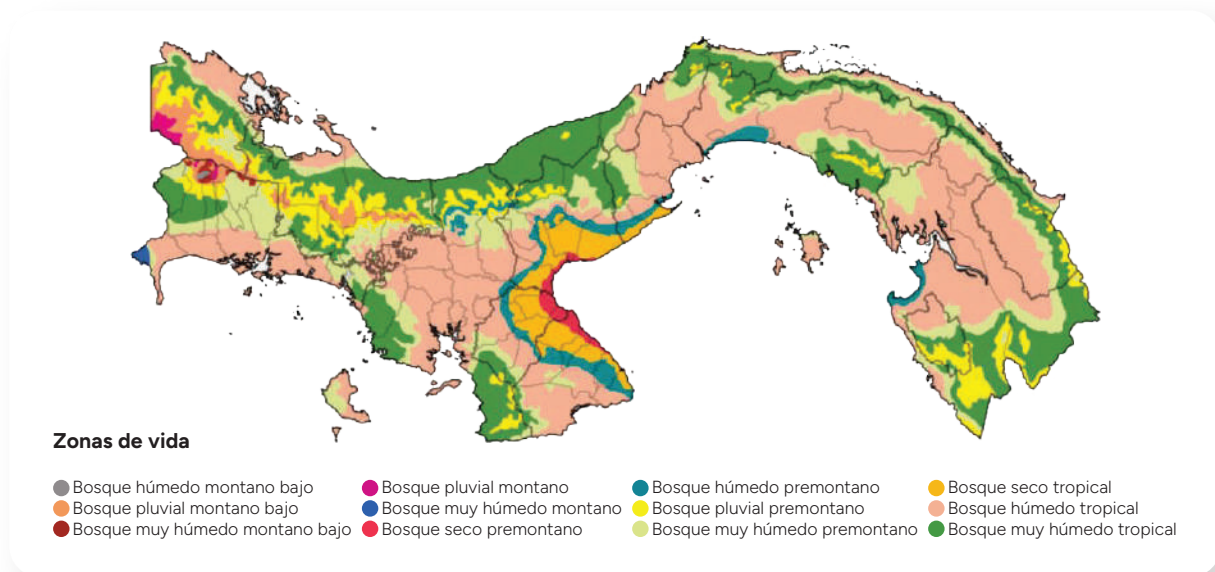 Zonas de vida
Bosque húmedo montano bajo
Bosque pluvial montano bajo
Bosque muy húmedo montano bajo
Bosque pluvial montano
Bosque muy húmedo montano
Bosque seco premontano
Bosque húmedo premontano
Bosque pluvial premontano
Bosque muy húmedo premontano
Bosque seco tropical
Bosque húmedo tropical
Bosque muy húmedo tropical